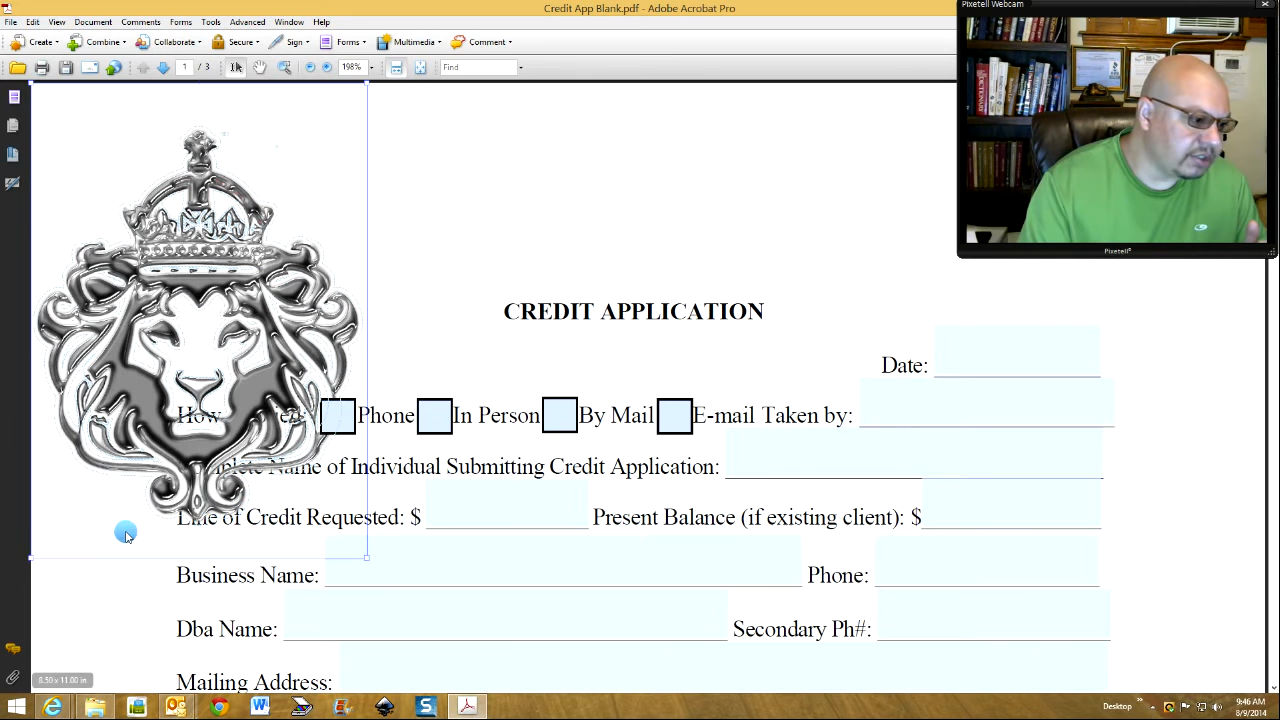 Credit App Blank.pdf - Adobe Acrobat Pro
Pixetell Webcam
File Edit View Document Comments Forms Tools Advanced Window Help
Create Combine Collaborate Secure Sign Forms Multimedia Comment
1 / 3 198% Find
DICTIONARY
Pixetell®
CREDIT APPLICATION
Date:
How Phone In Person By Mail E-mail Taken by:
Name of Individual Submitting Credit Application:
Line of Credit Requested: $ Present Balance (if existing client): $
Business Name: Phone:
Dba Name: Secondary Ph#:
Mailing Address:
8.50 x 11.00 in
Desktop 9:46 AM
8/9/2014